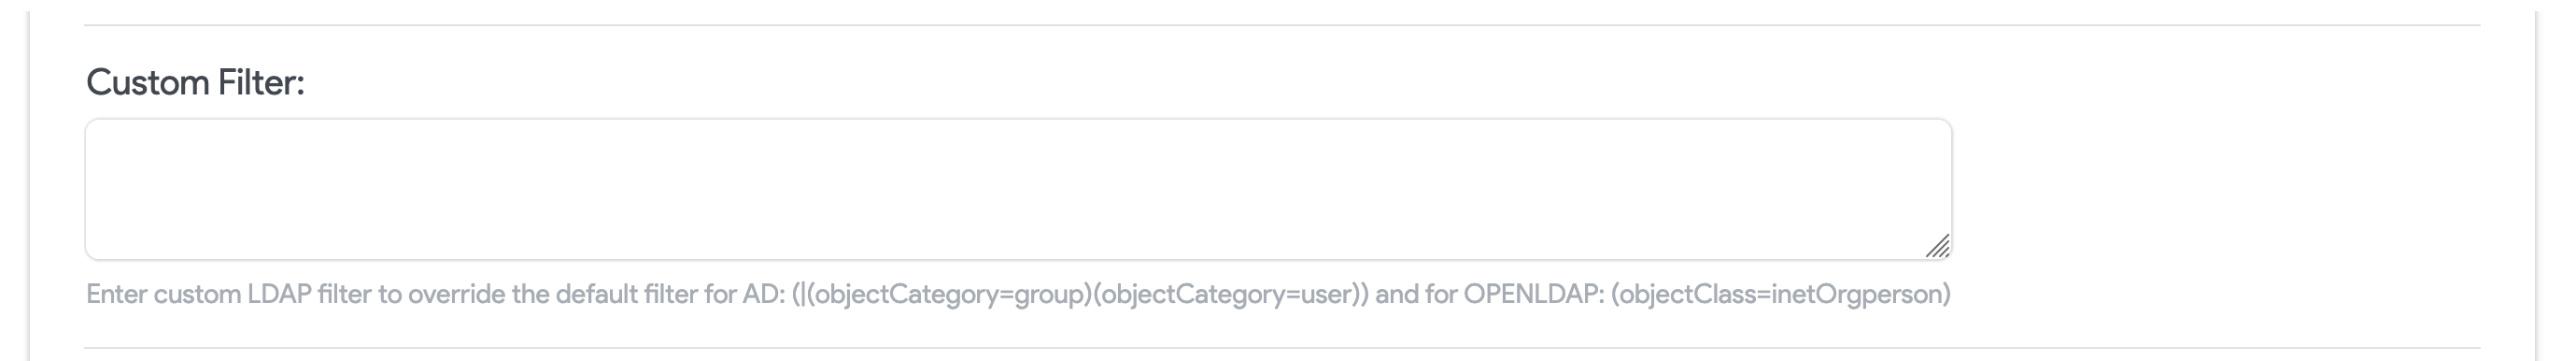 Custom Filter:
Enter custom LDAP filter to override the default filter for AD: (|(objectCategory=group)(objectCategory=user)) and for OPENLDAP: (objectClass=inetOrgperson)